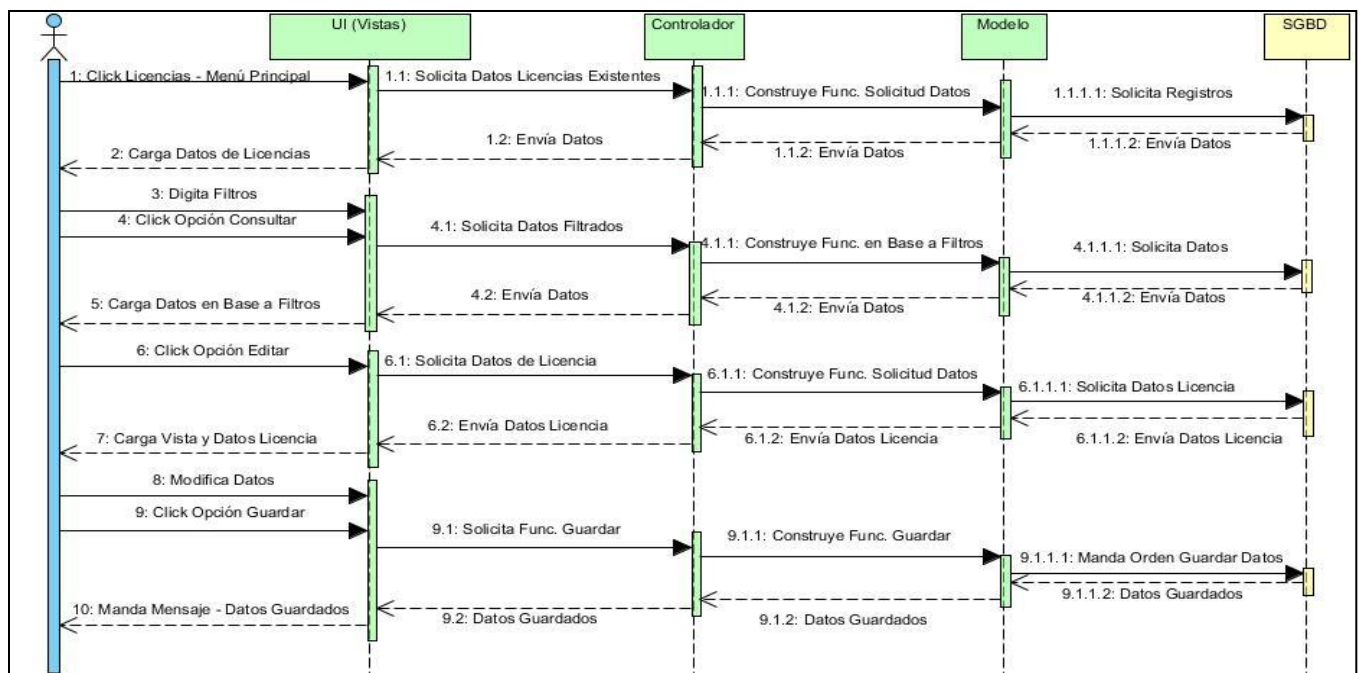 UI (Vistas)
Controlador
Modelo
SGBD
1: Click Licencias - Menú Principal
1.1: Solicita Datos Licencias Existentes
1.1.1: Construye Func. Solicitud Datos
1.1.1.1: Solicita Registros
1.1.1.2: Envía Datos
1.1.2: Envía Datos
1.2: Envía Datos
2: Carga Datos de Licencias
3: Digita Filtros
4: Click Opción Consultar
4.1: Solicita Datos Filtrados
4.1.1: Construye Func. en Base a Filtros
4.1.1.1: Solicita Datos
4.1.1.2: Envía Datos
4.1.2: Envía Datos
4.2: Envía Datos
5: Carga Datos en Base a Filtros
6: Click Opción Editar
6.1: Solicita Datos de Licencia
6.1.1: Construye Func. Solicitud Datos
6.1.1.1: Solicita Datos Licencia
6.1.1.2: Envía Datos Licencia
6.1.2: Envía Datos Licencia
6.2: Envía Datos Licencia
7: Carga Vista y Datos Licencia
8: Modifica Datos
9: Click Opción Guardar
9.1: Solicita Func. Guardar
9.1.1: Construye Func. Guardar
9.1.1.1: Manda Orden Guardar Datos
9.1.1.2: Datos Guardados
9.1.2: Datos Guardados
9.2: Datos Guardados
10: Manda Mensaje - Datos Guardados